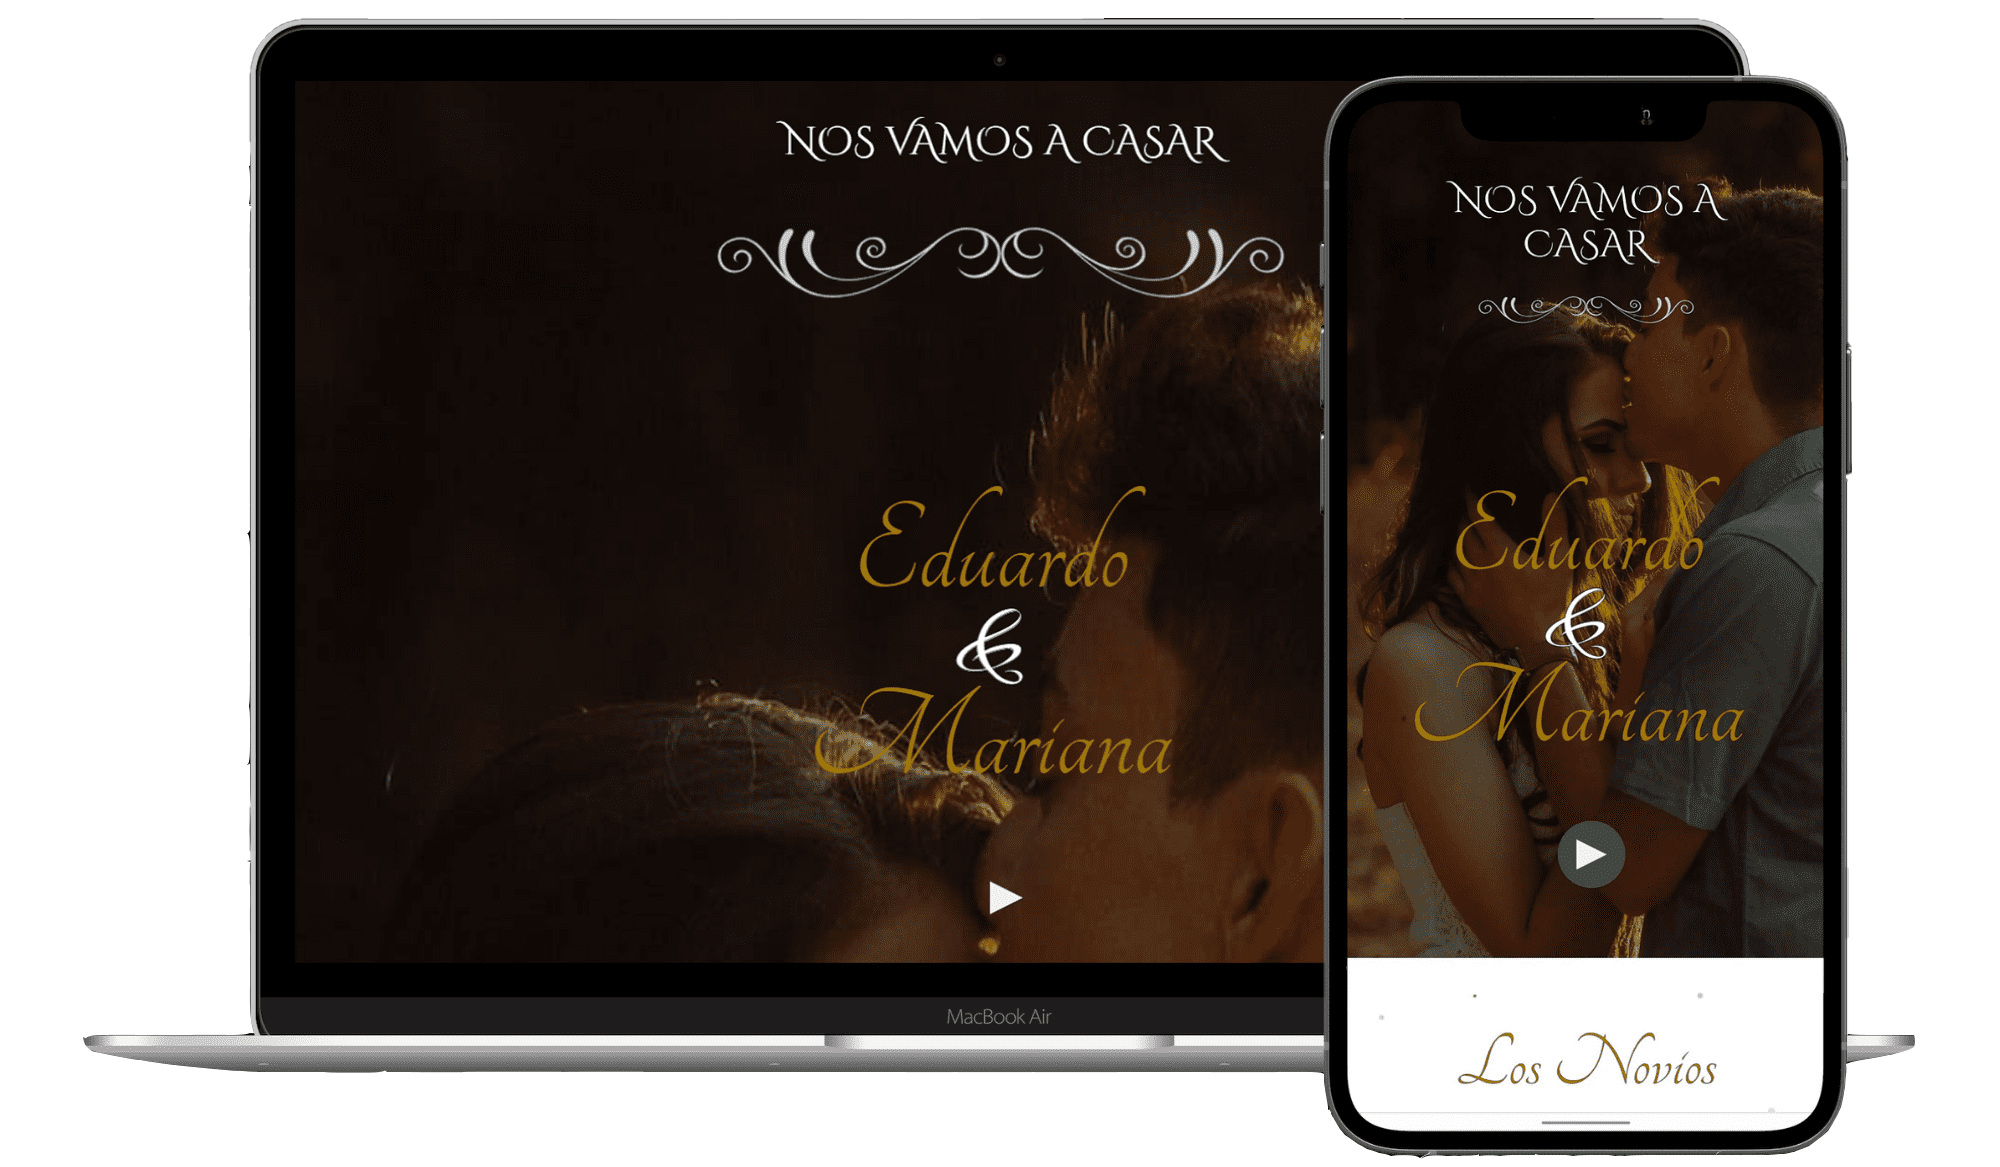 NOS VAMOS A CASAR
Eduardo
&
Mariana
MacBook Air
NOS VAMOS A
CASAR
Eduardo
&
Mariana
Los Novios